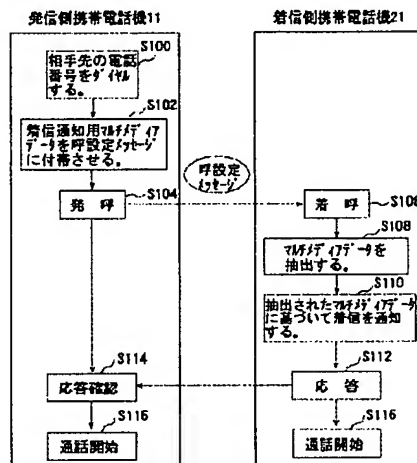 発信側携帯電話機11
着信側携帯電話機21
S100
相手先の電話
番号をダイヤル
する。
S102
着信通知用マルチメディア
データを呼設定メッセージ
に付帯させる。
S104
発 呼
呼設定
メッセージ
S106
着 呼
S108
マルチメディアデータを
抽出する。
S110
抽出されたマルチメディアデータ
に基づいて着信を通知
する。
S112
応 答
S114
応答確認
S116
通話開始
S116
通話開始